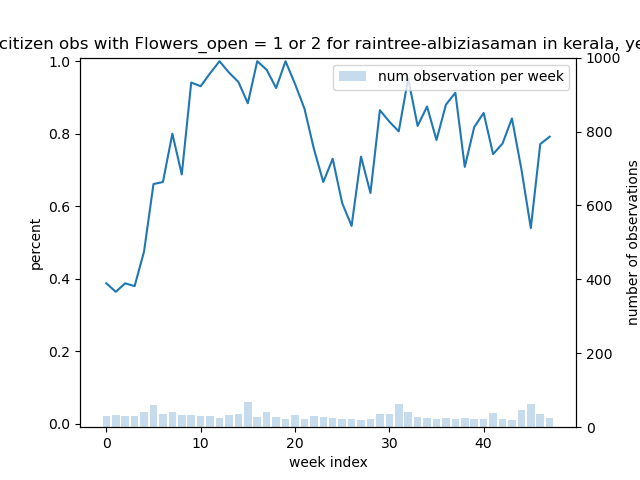 citizen obs with Flowers_open = 1 or 2 for raintree-albiziasaman in kerala,
num observation per week
percent
1.0
0.8
0.6
0.4
0.2
0.0
1000
800
600
400
200
0
number of observations
0 10 20 30 40
week index